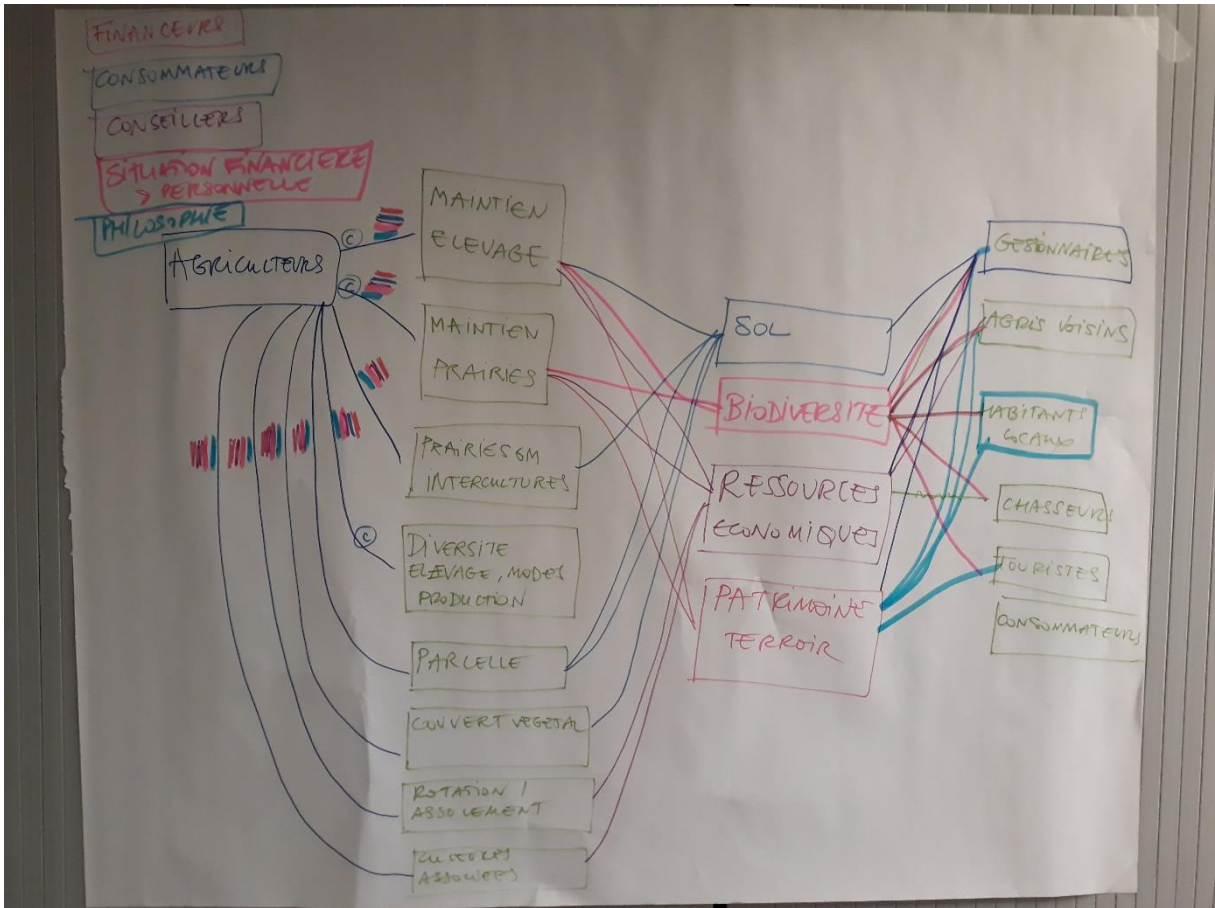 FINANCEURS
CONSOMMATEURS
CONSEILLERS
SITUATION FINANCIERE
> PERSONNELLE
PHILOSOPHIE
AGRICULTEURS
C
C
C
MAINTIEN
ELEVAGE
MAINTIEN
PRAIRIES
PRAIRIES 6M
INTERCULTURES
DIVERSITE
ELEVAGE, MODES
PRODUCTION
PARCELLE
COUVERT VEGETAL
ROTATION /
ASSOLEMENT
CULTURES
ASSOCIEES
SOL
BIODIVERSITE
RESSOURCES
ECONOMIQUES
PATRIMOINE
TERROIR
GESTIONNAIRES
AGRIS VOISINS
HABITANTS
LOCAUX
CHASSEURS
TOURISTES
CONSOMMATEURS